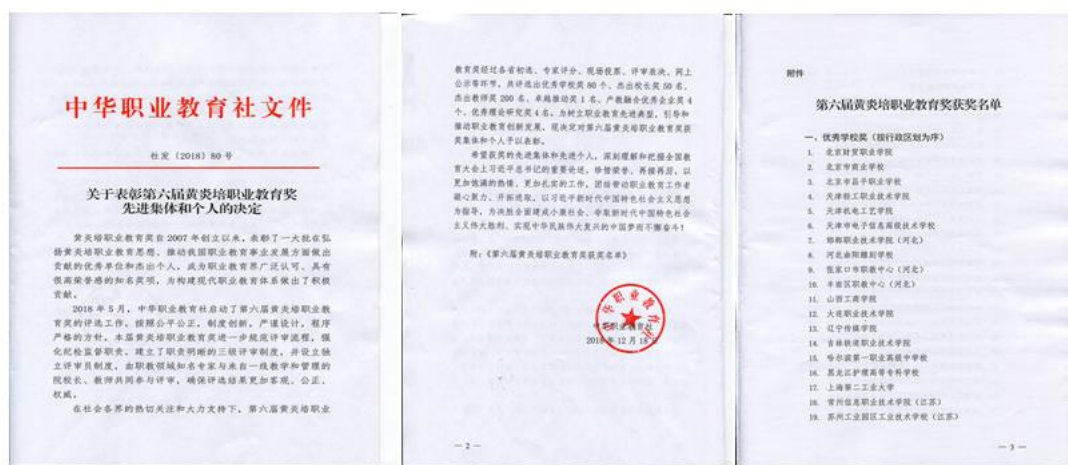 中华职业教育社文件
社发〔2018〕80号
关于表彰第六届黄炎培职业教育奖
先进集体和个人的决定
黄炎培职业教育奖自2007年创立以来，表彰了一大批在弘
扬黄炎培职业教育思想、推动我国职业教育事业发展方面做出
贡献的优秀单位和杰出个人，成为职业教育界广泛认可、具有
很高荣誉感的知名奖项，为构建现代职业教育体系做出了积极
贡献。
2018年5月，中华职业教育社启动了第六届黄炎培职业教
育奖的评选工作，按照公平公正、制度创新、严谨设计、程序
严格的方针，本届黄炎培职业教育奖进一步规范评审流程，强
化纪检监督职责，建立了职责明晰的三级评审制度，并设立独
立评审员制度，由职教领域知名专家与来自一线教学和管理的
院校长、教师共同参与评审，确保评选结果更加客观、公正、
权威。
在社会各界的热切关注和大力支持下，第六届黄炎培职业
教育奖经过各省初选、专家评分、现场投票、评审表决、网上
公示等环节，共评选出优秀学校奖80个、杰出校长奖50名、
杰出教师奖200名、卓越推动奖1名、产教融合优秀企业奖4
个、优秀理论研究奖4名。为树立职业教育先进典型，引导和
推动职业教育创新发展，现决定对第六届黄炎培职业教育奖获
奖集体和个人予以表彰。
希望获奖的先进集体和先进个人，深刻理解和把握全国教
育大会上习近平总书记的重要论述，珍惜荣誉、再接再厉，以
更加饱满的热情、更加扎实的工作，团结带动职业教育工作者
凝心聚力、开拓进取，以习近平新时代中国特色社会主义思想
为指导，为决胜全面建成小康社会、夺取新时代中国特色社会
主义伟大胜利、实现中华民族伟大复兴的中国梦而不懈奋斗！
附：《第六届黄炎培职业教育奖获奖名单》
中华职业教育社
中华职业教育社
2018年12月18日
— 2 —
附件
第六届黄炎培职业教育奖获奖名单
一、优秀学校奖（按行政区划为序）
1. 北京财贸职业学院
2. 北京市商业学校
3. 北京市昌平职业学校
4. 天津轻工职业技术学院
5. 天津机电工艺学院
6. 天津市电子信息高级技术学校
7. 邯郸职业技术学院（河北）
8. 河北曲阳雕刻学校
9. 张家口市职教中心（河北）
10. 丰南区职教中心（河北）
11. 山西工商学院
12. 大连职业技术学院
13. 辽宁传媒学院
14. 吉林铁道职业技术学院
15. 哈尔滨第一职业高级中学校
16. 黑龙江护理高等专科学校
17. 上海第二工业大学
18. 常州信息职业技术学院（江苏）
19. 苏州工业园区工业技术学校（江苏）
— 3 —